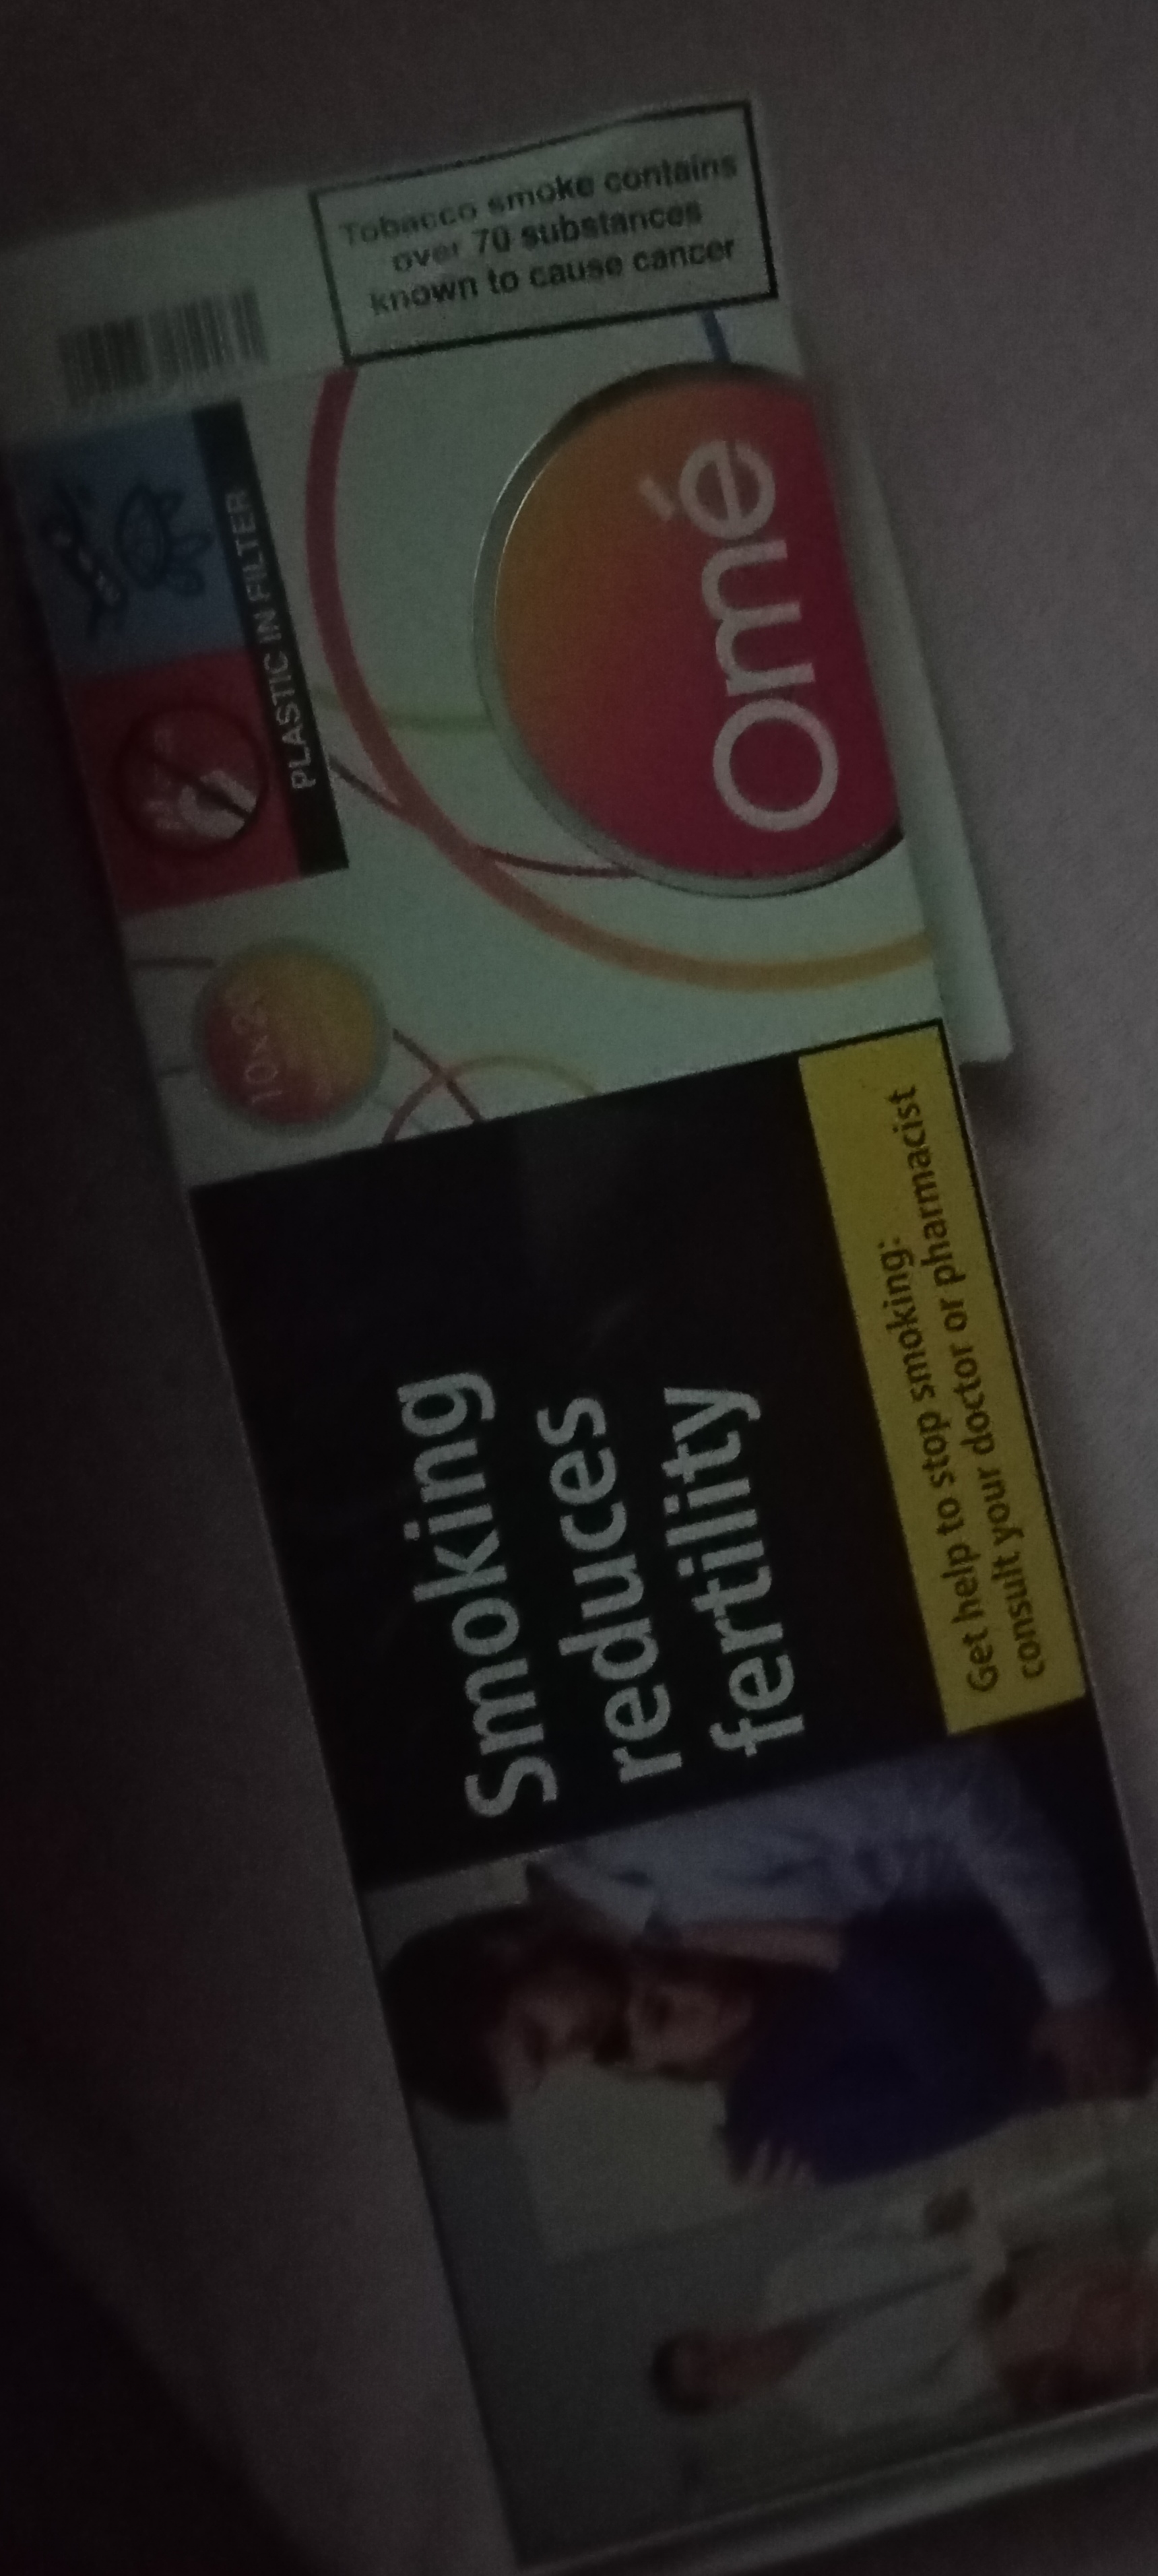 Tobacco smoke contains
over 70 substances
known to cause cancer
PLASTIC IN FILTER
Omé
Smoking
reduces
fertility
Get help to stop smoking:
consult your doctor or pharmacist